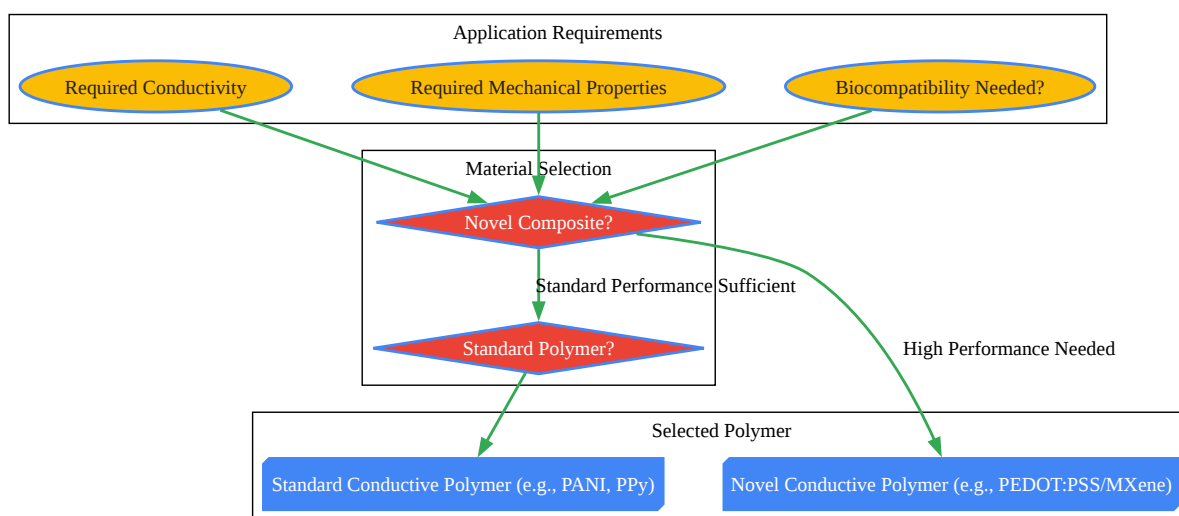 Application Requirements
Required Conductivity
Required Mechanical Properties
Biocompatibility Needed?
Material Selection
Novel Composite?
Standard Performance Sufficient
Standard Polymer?
High Performance Needed
Selected Polymer
Standard Conductive Polymer (e.g., PANI, PPy)
Novel Conductive Polymer (e.g., PEDOT:PSS/MXene)